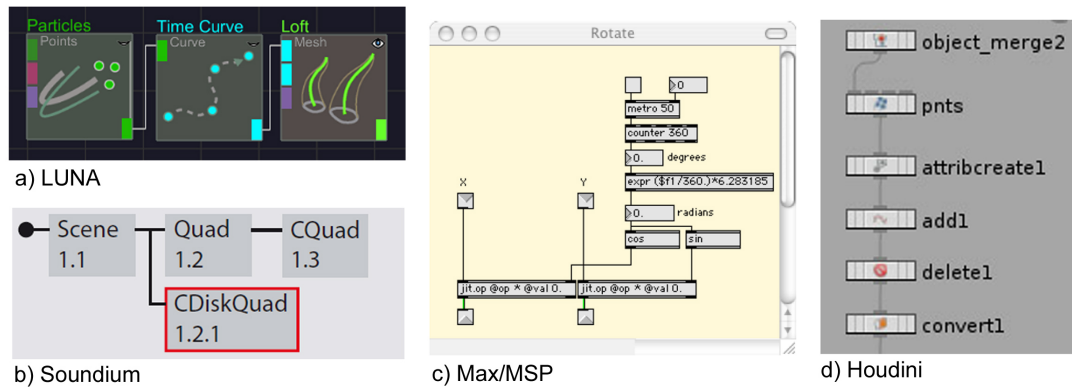 Particles
Points
Time Curve
Curve
Loft
Mesh
a) LUNA
Scene
1.1
Quad
1.2
CQuad
1.3
CDiskQuad
1.2.1
b) Soundium
Rotate
0
metro 50
counter 360
0.
degrees
expr ($f1/360.)*6.283185
0.
radians
cos
sin
X
Y
jit.op @op * @val 0.
jit.op @op * @val 0.
c) Max/MSP
object_merge2
pnts
attribcreate1
add1
delete1
convert1
d) Houdini